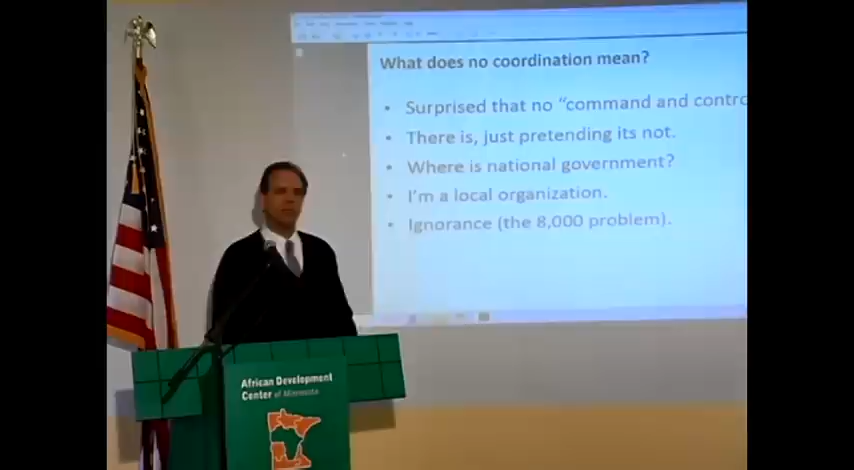 What does no coordination mean?
• Surprised that no “command and contro
• There is, just pretending its not.
• Where is national government?
• I'm a local organization.
• Ignorance (the 8,000 problem).
African Development
Center of Minnesota